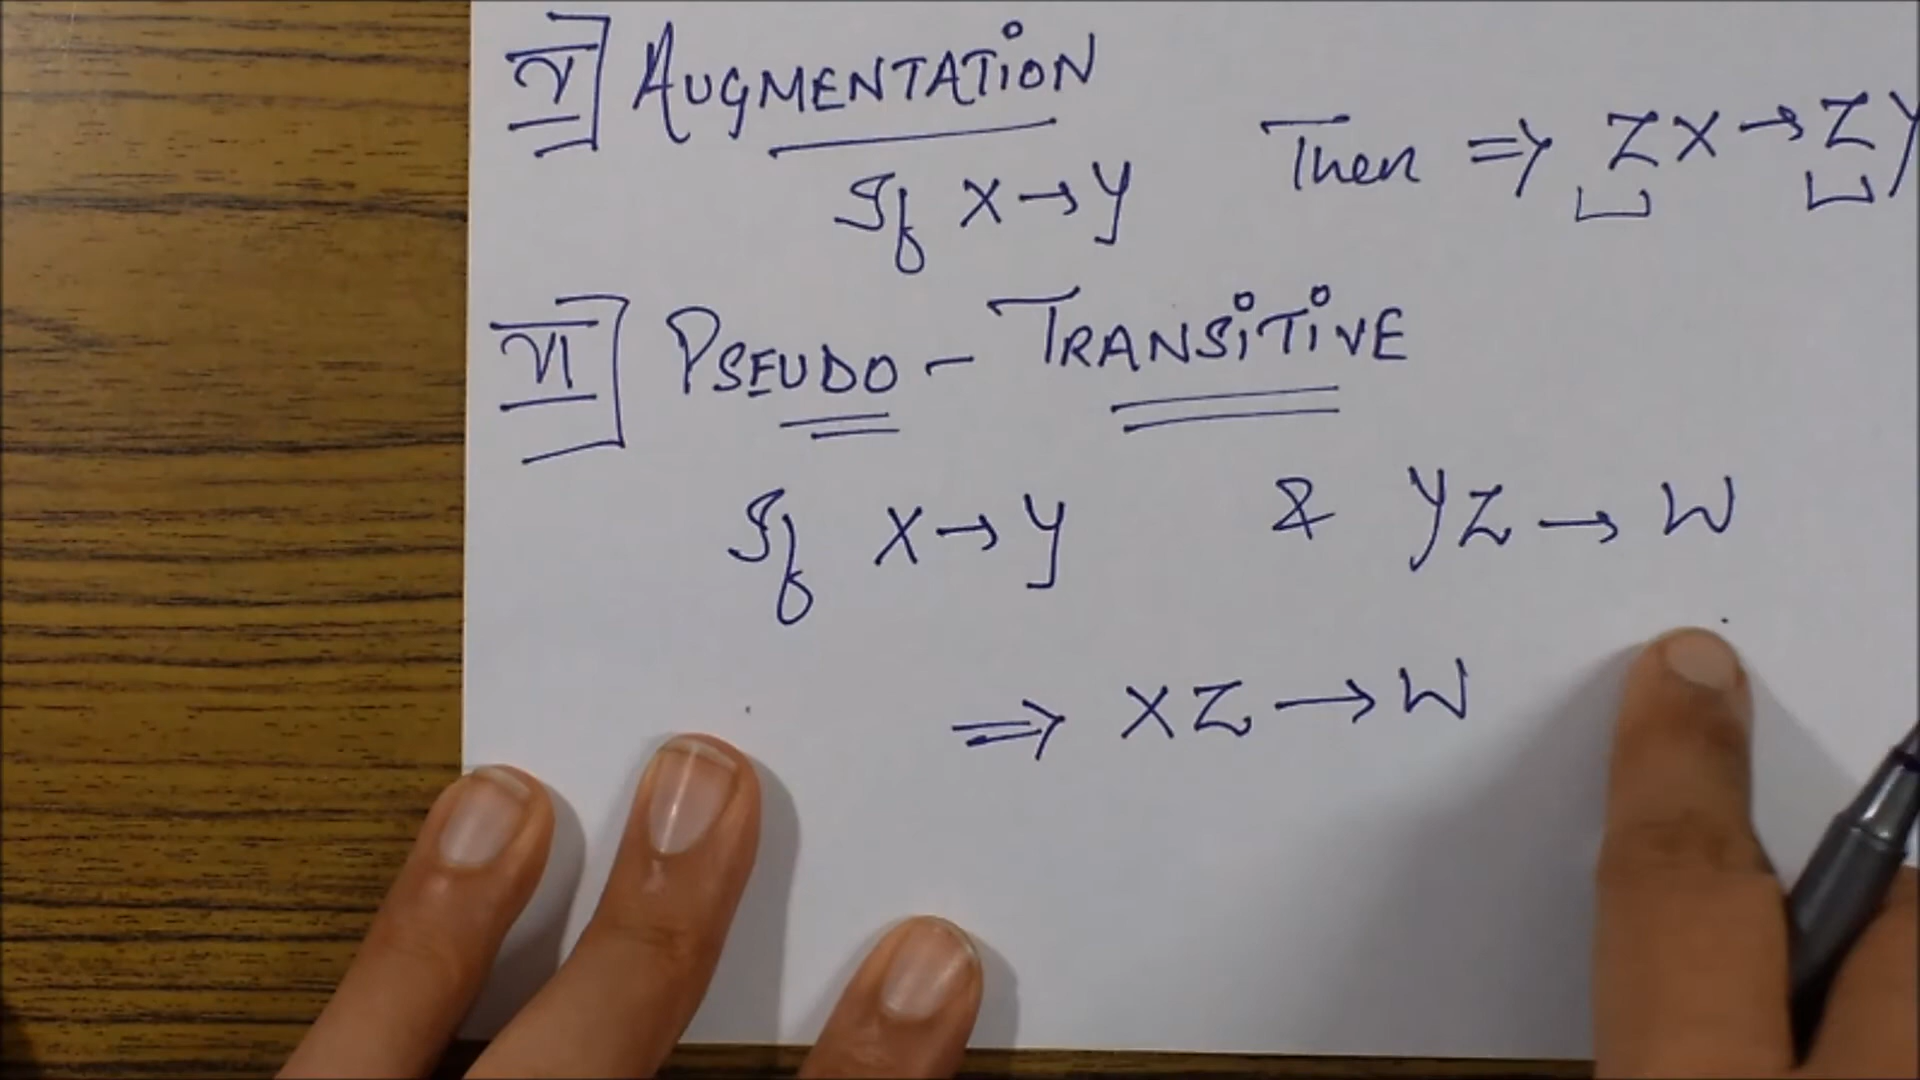 V] AUGMENTATION
If X → Y Then ⇒ ZX → ZY
VI] PSEUDO - TRANSITIVE
If X → Y & YZ → W
⇒ XZ → W